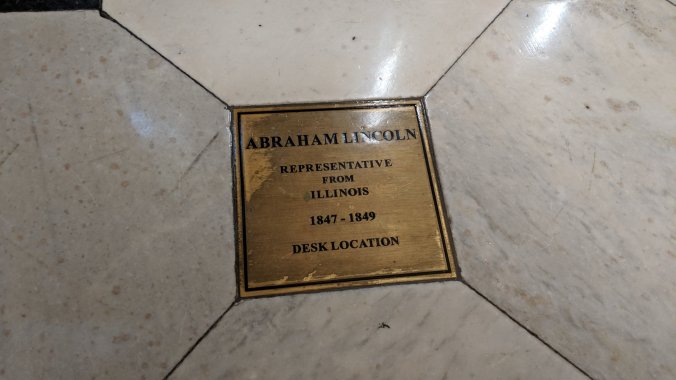 ABRAHAM LINCOLN
REPRESENTATIVE
FROM
ILLINOIS
1847 - 1849
DESK LOCATION